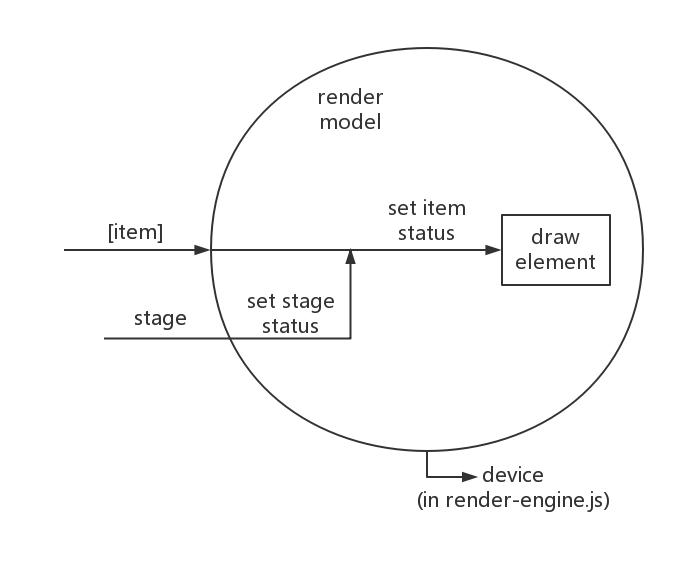 render
model
set item
status
[item]
draw
element
set stage
status
stage
device
(in render-engine.js)